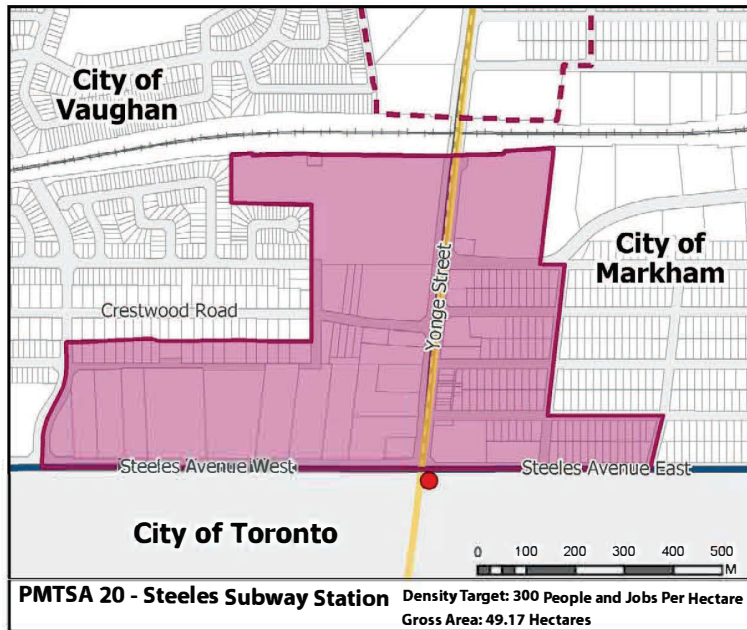 City of
Vaughan
City of
Markham
Yonge Street
Crestwood Road
Steeles Avenue West
Steeles Avenue East
City of Toronto
0 100 200 300 400 500
M
PMTSA 20 - Steeles Subway Station
Density Target: 300 People and Jobs Per Hectare
Gross Area: 49.17 Hectares